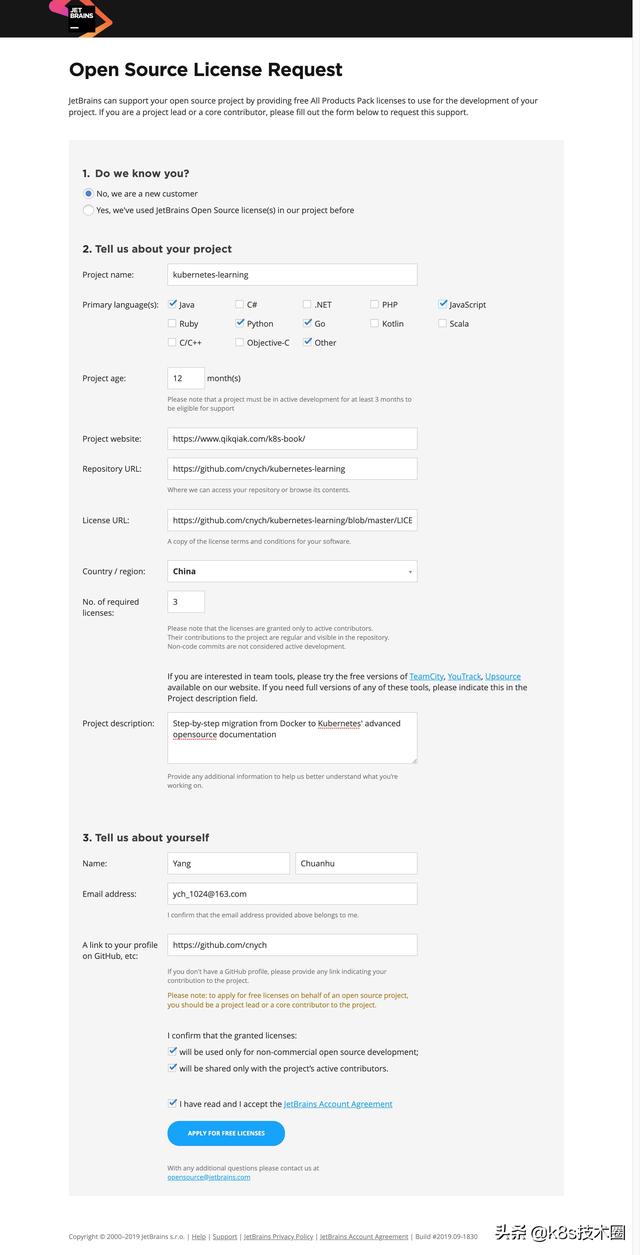 JET
BRAINS
Open Source License Request
JetBrains can support your open source project by providing free All Products Pack licenses to use for the development of your
project. If you are a project lead or a core contributor, please fill out the form below to request this support.
1. Do we know you?
No, we are a new customer
Yes, we've used JetBrains Open Source license(s) in our project before
2. Tell us about your project
Project name: kubernetes-learning
Primary language(s): Java C# .NET PHP JavaScript
Ruby Python Go Kotlin Scala
C/C++ Objective-C Other
Project age: 12 month(s)
Please note that a project must be in active development for at least 3 months to
be eligible for support
Project website: https://www.qikqiak.com/k8s-book/
Repository URL: https://github.com/cnych/kubernetes-learning
Where we can access your repository or browse its contents.
License URL: https://github.com/cnych/kubernetes-learning/blob/master/LICE
A copy of the license terms and conditions for your software.
Country / region: China
No. of required
licenses:
3
Please note that the licenses are granted only to active contributors.
Their contributions to the project are regular and visible in the repository.
Non-code commits are not considered active development.
If you are interested in team tools, please try the free versions of TeamCity, YouTrack, Upsource
available on our website. If you need full versions of any of these tools, please indicate this in the
Project description field.
Project description: Step-by-step migration from Docker to Kubernetes' advanced
opensource documentation
Provide any additional information to help us better understand what you're
working on.
3. Tell us about yourself
Name: Yang Chuanhu
Email address: ych_1024@163.com
I confirm that the email address provided above belongs to me.
A link to your profile
on GitHub, etc:
https://github.com/cnych
If you don't have a GitHub profile, please provide any link indicating your
contribution to the project.
Please note: to apply for free licenses on behalf of an open source project,
you should be a project lead or a core contributor to the project.
I confirm that the granted licenses:
will be used only for non-commercial open source development;
will be shared only with the project's active contributors.
I have read and I accept the JetBrains Account Agreement
APPLY FOR FREE LICENSES
With any additional questions please contact us at
opensource@jetbrains.com
Copyright © 2000–2019 JetBrains s.r.o. | Help | Support | JetBrains Privacy Policy | JetBrains Account Agreement | Build #2019.09-1830
头条 @k8s技术圈